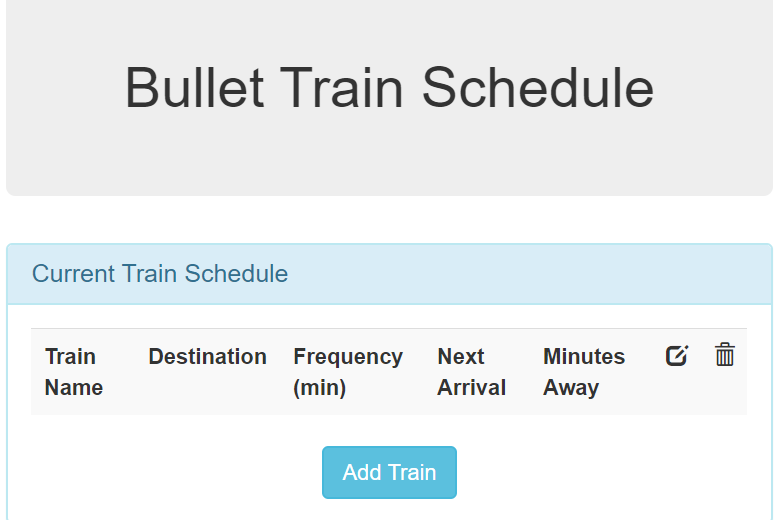 Bullet Train Schedule
Current Train Schedule
Train Name
Destination
Frequency (min)
Next Arrival
Minutes Away
Add Train